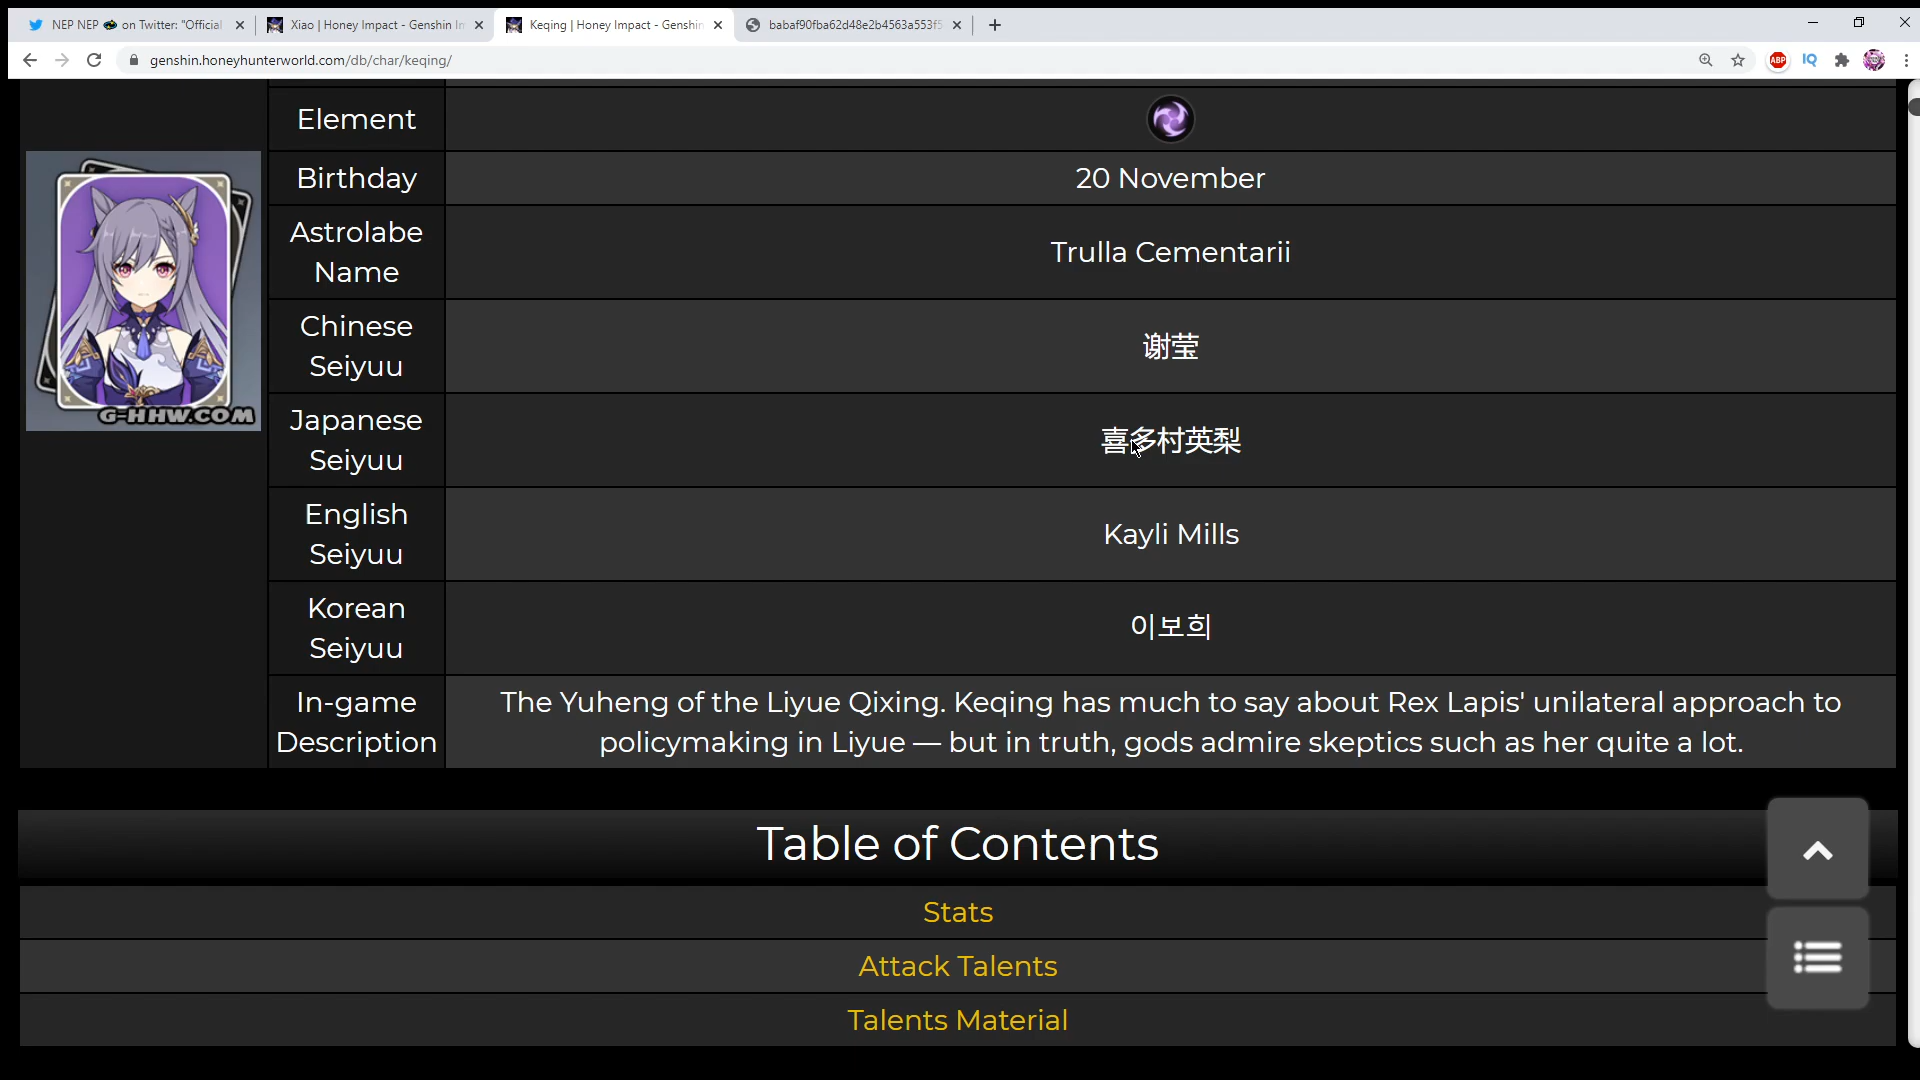 NEP NEP on Twitter: "Official
Xiao | Honey Impact - Genshin Im
Keqing | Honey Impact - Genshin
babaf90fba62d48e2b4563a553f5
genshin.honeyhunterworld.com/db/char/keqing/
ABP
IQ
Element
Birthday
20 November
Astrolabe
Name
Trulla Cementarii
Chinese
Seiyuu
谢莹
Japanese
Seiyuu
喜多村英梨
English
Seiyuu
Kayli Mills
Korean
Seiyuu
이보희
In-game
Description
The Yuheng of the Liyue Qixing. Keqing has much to say about Rex Lapis' unilateral approach to
policymaking in Liyue — but in truth, gods admire skeptics such as her quite a lot.
G-HHW.COM
Table of Contents
Stats
Attack Talents
Talents Material